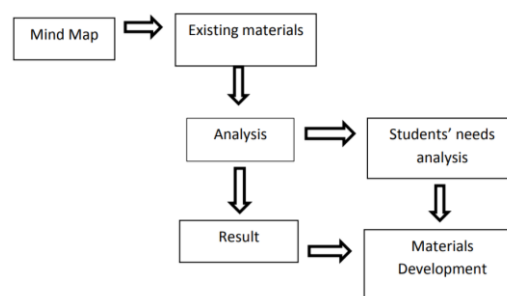 Mind Map
Existing materials
Analysis
Students' needs
analysis
Result
Materials
Development